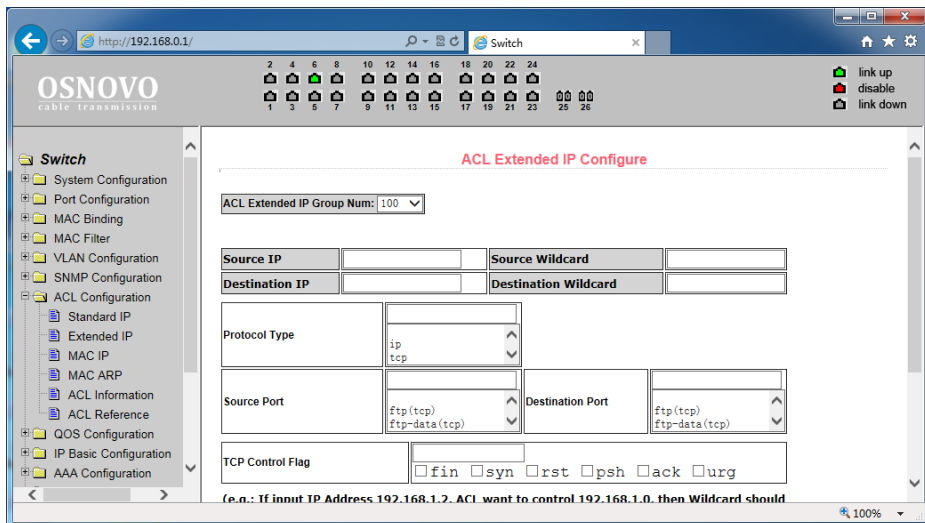 http://192.168.0.1/
Switch
OSNOVO
cable transmission
2 4 6 8 10 12 14 16 18 20 22 24
1 3 5 7 9 11 13 15 17 19 21 23 25 26
link up
disable
link down
Switch
System Configuration
Port Configuration
MAC Binding
MAC Filter
VLAN Configuration
SNMP Configuration
ACL Configuration
Standard IP
Extended IP
MAC IP
MAC ARP
ACL Information
ACL Reference
QOS Configuration
IP Basic Configuration
AAA Configuration
ACL Extended IP Configure
ACL Extended IP Group Num: 100
Source IP Source Wildcard
Destination IP Destination Wildcard
Protocol Type
ip
tcp
Source Port
ftp(tcp)
ftp-data(tcp)
Destination Port
ftp(tcp)
ftp-data(tcp)
TCP Control Flag
fin syn rst psh ack urg
(e.g.: If input IP Address 192.168.1.2, ACL want to control 192.168.1.0, then Wildcard should
100%